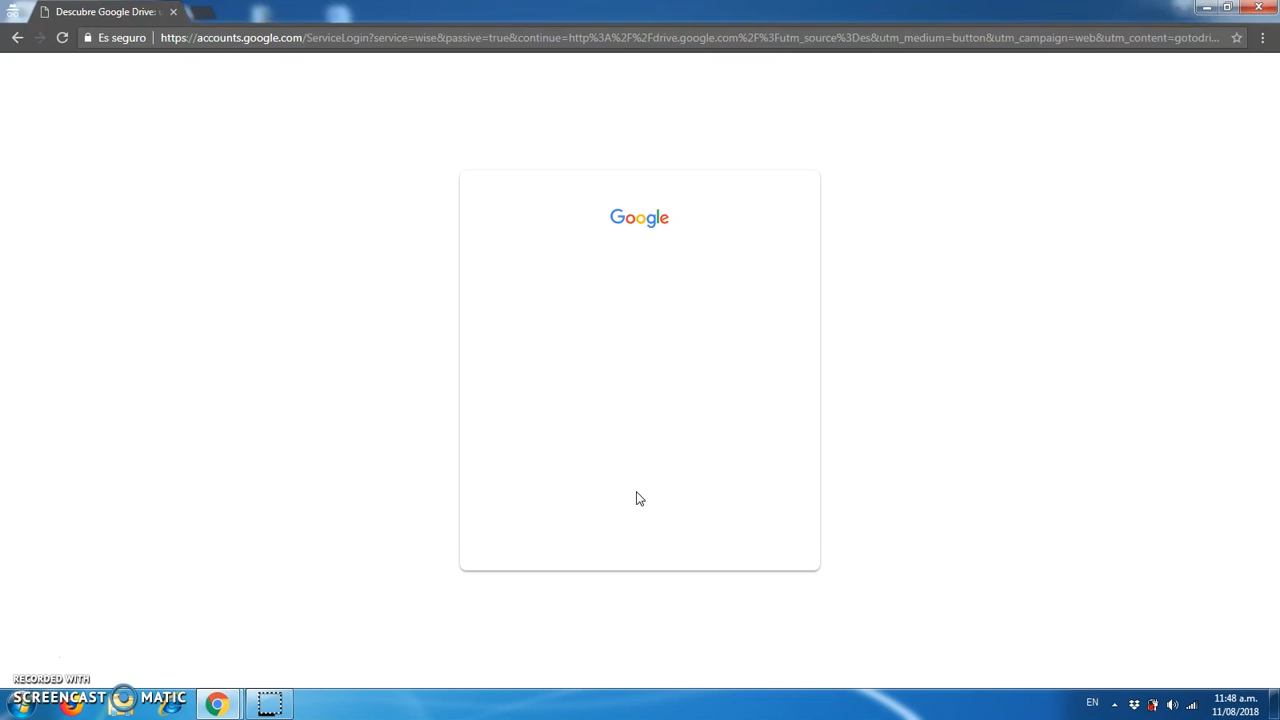 Descubre Google Drive:
Es seguro
https://accounts.google.com/ServiceLogin?service=wise&passive=true&continue=http%3A%2F%2Fdrive.google.com%2F%3Futm_source%3Des&utm_medium=button&utm_campaign=web&utm_content=gotodri...
Google
RECORDED WITH
SCREENCAST MATIC
EN
11:48 a.m.
11/08/2018